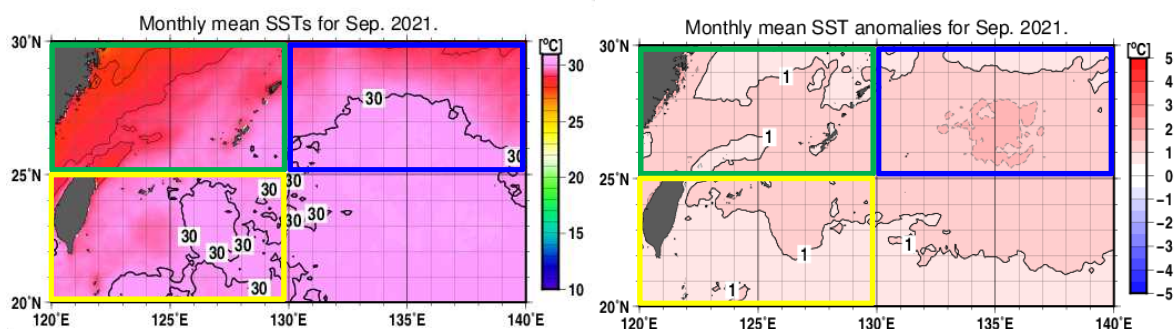 Monthly mean SSTs for Sep. 2021.
30°N
25°N
20°N
120°E
125°E
130°E
135°E
140°E
30
30
30
30
30
30
30
30
30
30
30
[°C]
30
25
20
15
10
Monthly mean SST anomalies for Sep. 2021.
30°N
25°N
20°N
120°E
125°E
130°E
135°E
140°E
1
1
1
1
1
[°C]
5
4
3
2
1
0
−1
−2
−3
−4
−5